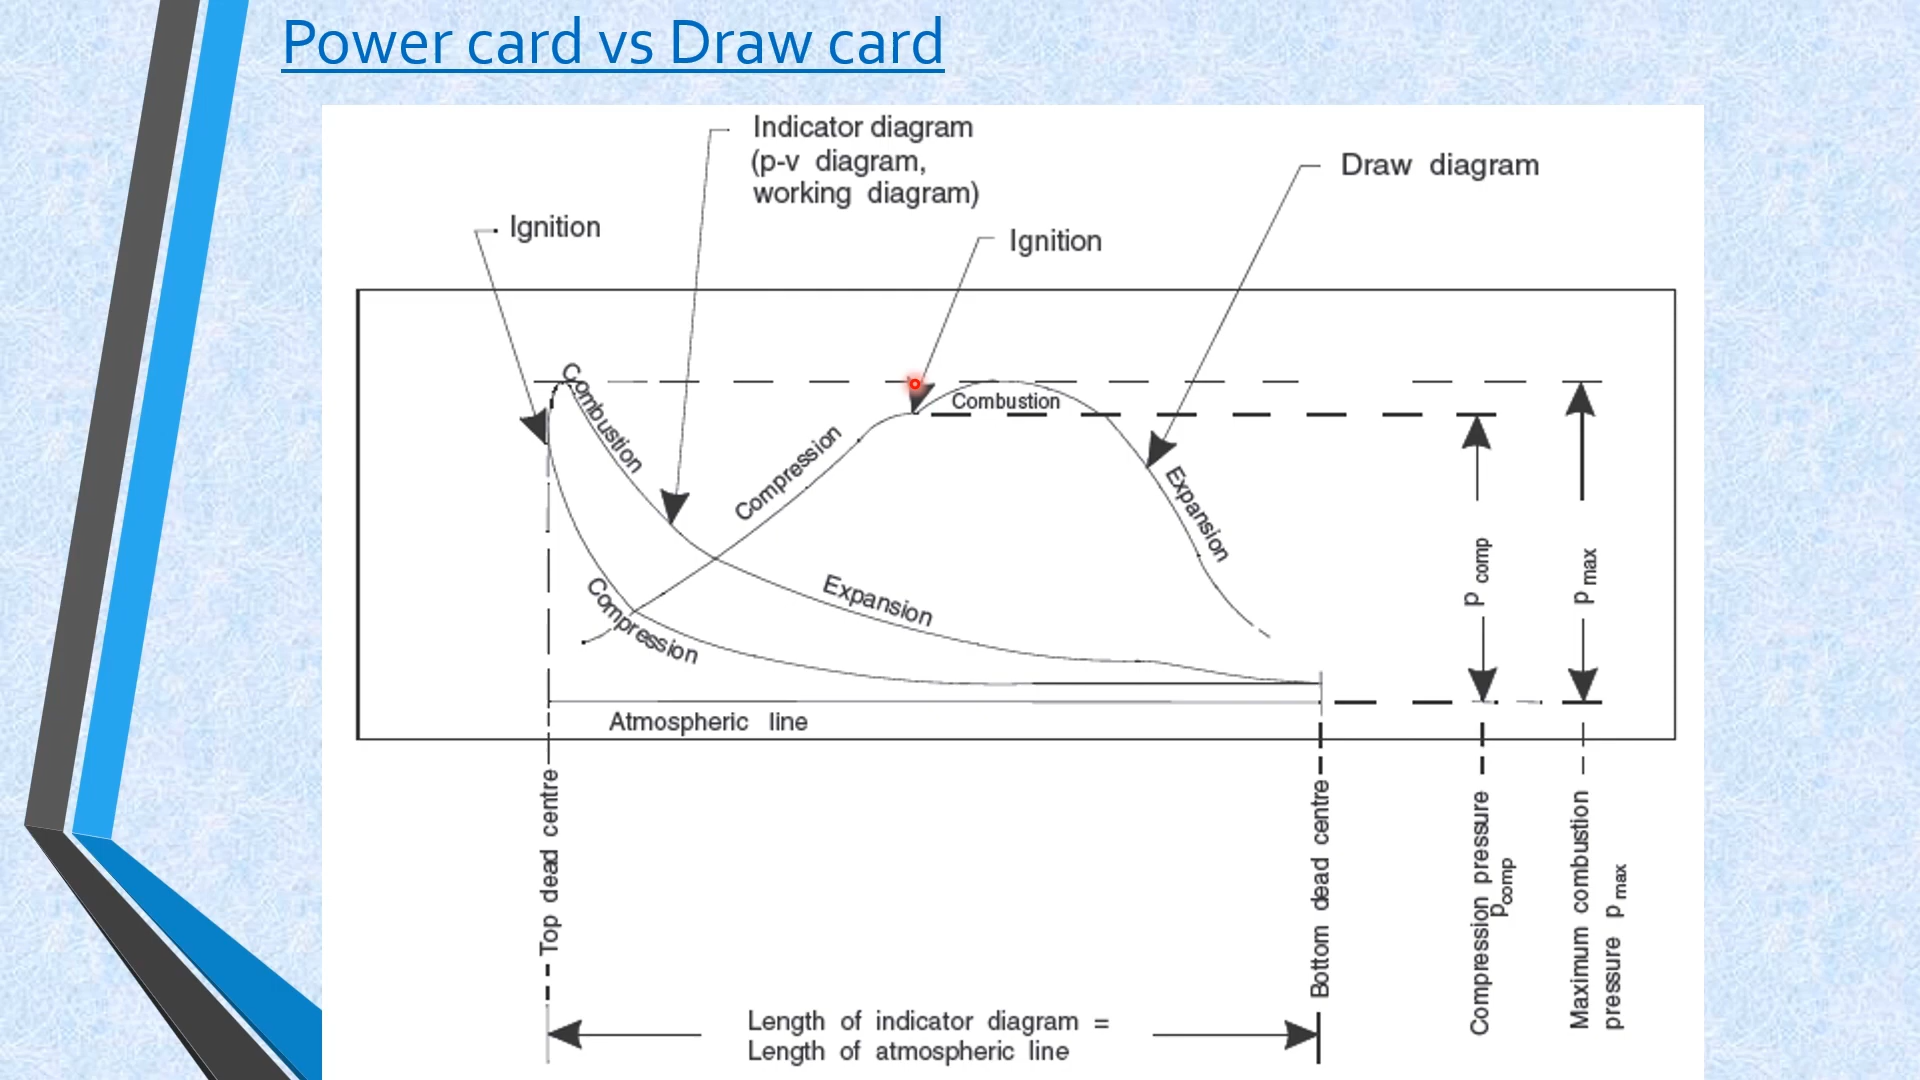 Power card vs Draw card
Indicator diagram
(p-v diagram,
working diagram)
Draw diagram
Ignition
Ignition
Combustion
Combustion
Compression
Expansion
Compression
Expansion
p comp
p max
Atmospheric line
Top dead centre
Bottom dead centre
Compression pressure
pcomp
Maximum combustion
pressure p max
Length of indicator diagram =
Length of atmospheric line